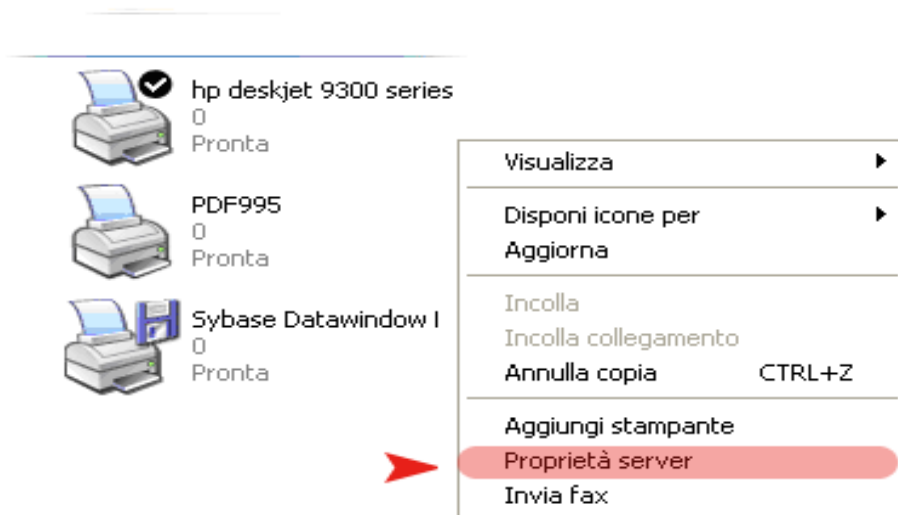 hp deskjet 9300 series
0
Pronta
PDF995
0
Pronta
Sybase Datawindow I
0
Pronta
Visualizza
Disponi icone per
Aggiorna
Incolla
Incolla collegamento
Annulla copia CTRL+Z
Aggiungi stampante
Proprietà server
Invia fax